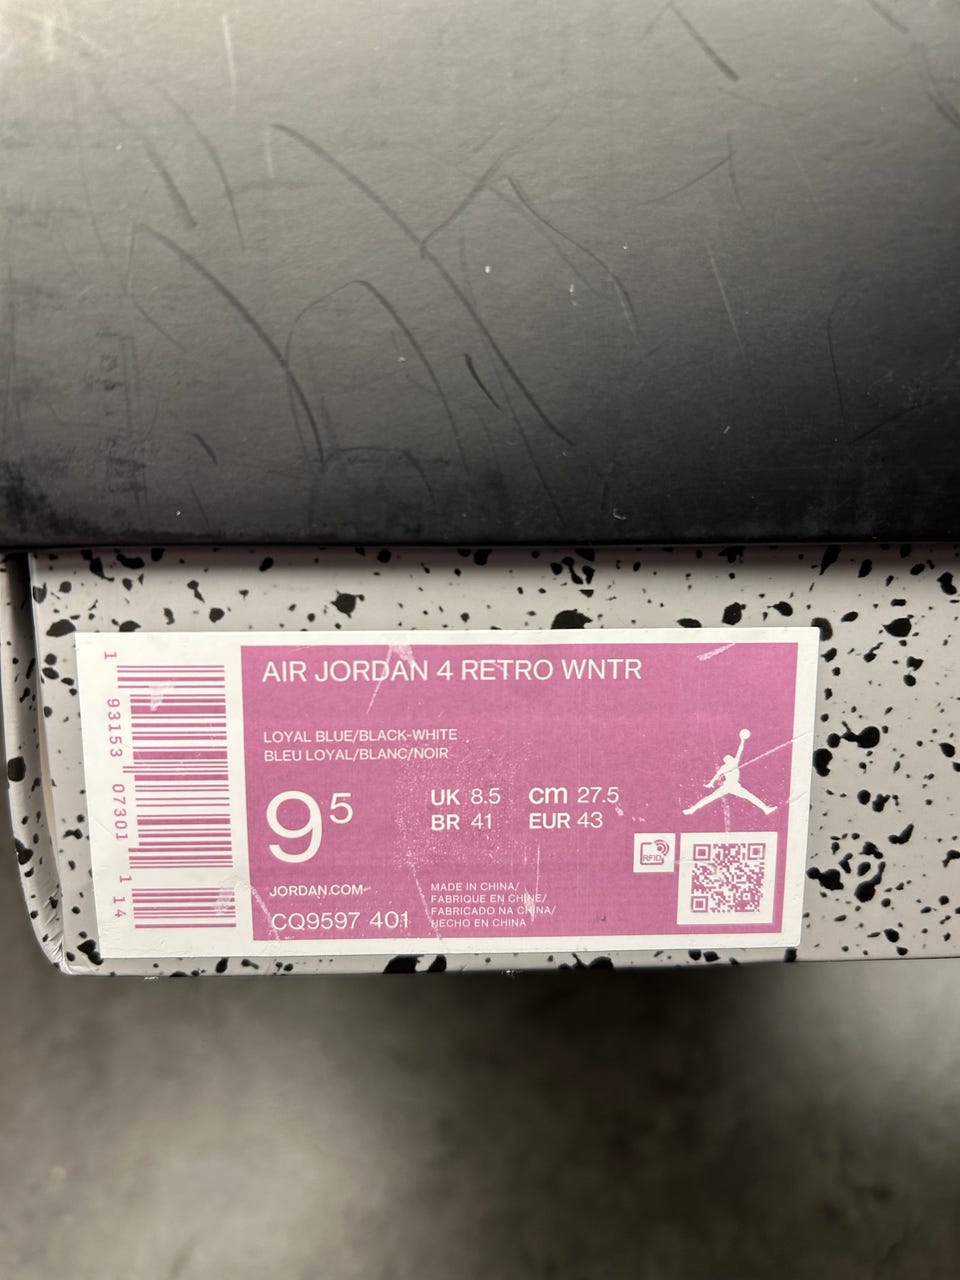 AIR JORDAN 4 RETRO WNTR
LOYAL BLUE/BLACK-WHITE
BLEU LOYAL/BLANC/NOIR
9⁵
UK 8.5 cm 27.5
BR 41 EUR 43
RFID
JORDAN.COM
CQ9597 401
MADE IN CHINA/
FABRIQUE EN CHINE/
FABRICADO NA CHINA/
HECHO EN CHINA
1 93153 07301 1 14